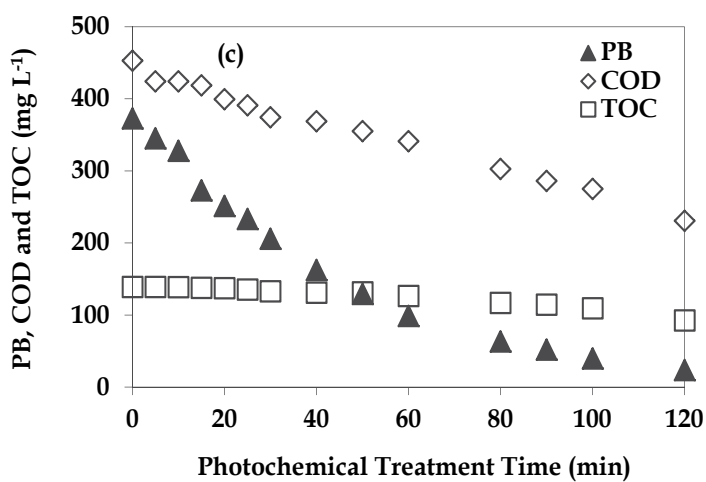 500
400
300
200
100
0
PB, COD and TOC (mg L-1)
(c)
PB
COD
TOC
0 20 40 60 80 100 120
Photochemical Treatment Time (min)